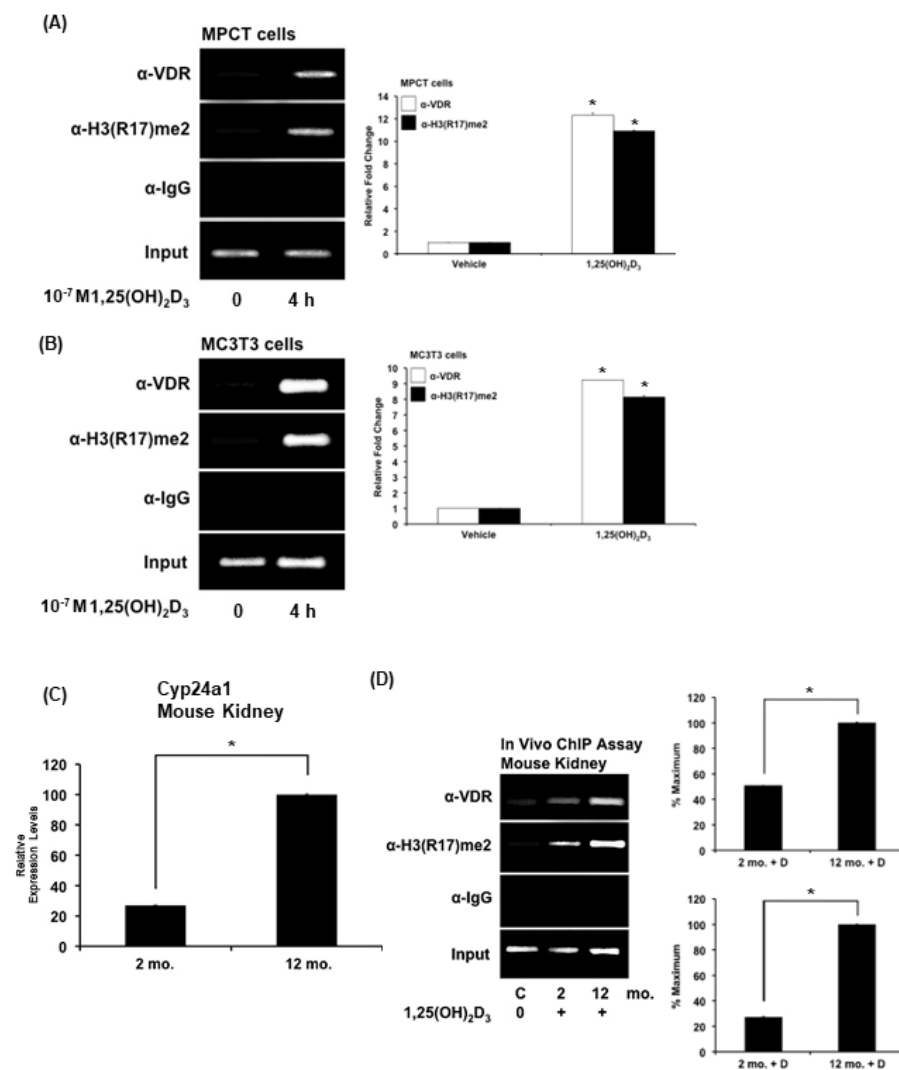 (A)
MPCT cells
α-VDR
α-H3(R17)me2
α-IgG
Input
10⁻⁷ M1,25(OH)₂D₃ 0 4 h
MPCT cells
α-VDR
α-H3(R17)me2
Relative Fold Change
14
12
10
8
6
4
2
0
* *
Vehicle 1,25(OH)₂D₃
(B)
MC3T3 cells
α-VDR
α-H3(R17)me2
α-IgG
Input
10⁻⁷ M1,25(OH)₂D₃ 0 4 h
MC3T3 cells
α-VDR
α-H3(R17)me2
Relative Fold Change
10
9
8
7
6
5
4
3
2
1
0
* *
Vehicle 1,25(OH)₂D₃
(C)
Cyp24a1
Mouse Kidney
*
Relative
Expression Levels
120
100
80
60
40
20
0
2 mo. 12 mo.
(D)
In Vivo ChIP Assay
Mouse Kidney
α-VDR
α-H3(R17)me2
α-IgG
Input
C 2 12 mo.
1,25(OH)₂D₃ 0 + +
*
% Maximum
120
100
80
60
40
20
0
2 mo. + D 12 mo. + D
*
% Maximum
120
100
80
60
40
20
0
2 mo. + D 12 mo. + D